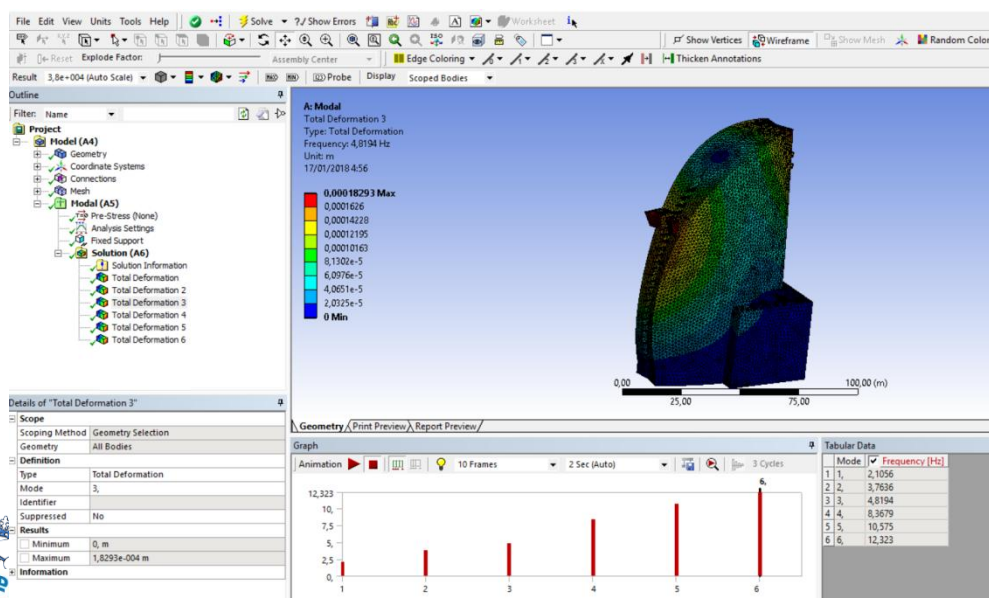 File Edit View Units Tools Help Solve ?/ Show Errors A Worksheet
Show Vertices Wireframe Show Mesh Random Color
Reset Explode Factor: Assembly Center Edge Coloring Thicken Annotations
Result 3,8e+004 (Auto Scale) Probe Display Scoped Bodies
Outline
Filter: Name
Project
Model (A4)
Geometry
Coordinate Systems
Connections
Mesh
Modal (A5)
Pre-Stress (None)
Analysis Settings
Fixed Support
Solution (A6)
Solution Information
Total Deformation
Total Deformation 2
Total Deformation 3
Total Deformation 4
Total Deformation 5
Total Deformation 6
A: Modal
Total Deformation 3
Type: Total Deformation
Frequency: 4,8194 Hz
Unit: m
17/01/2018 4:56
0,00018293 Max
0,0001626
0,00014228
0,00012195
0,00010163
8,1302e-5
6,0976e-5
4,0651e-5
2,0325e-5
0 Min
0,00 100,00 (m)
25,00 75,00
Geometry Print Preview Report Preview
Details of "Total Deformation 3"
Scope
Scoping Method Geometry Selection
Geometry All Bodies
Definition
Type Total Deformation
Mode 3,
Identifier
Suppressed No
Results
Minimum 0, m
Maximum 1,8293e-004 m
Information
Graph
Animation 10 Frames 2 Sec (Auto) 3 Cycles
6,
12,323
10,
7,5
5,
2,5
0,
1 2 3 4 5 6
Tabular Data
Mode Frequency [Hz]
1 1, 2,1056
2 2, 3,7636
3 3, 4,8194
4 4, 8,3679
5 5, 10,575
6 6, 12,323